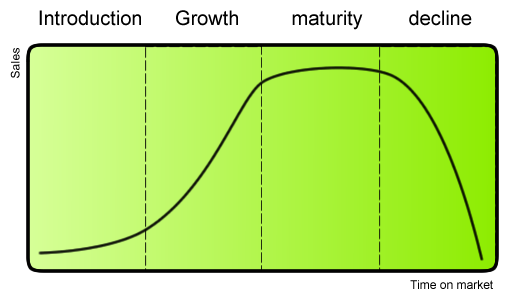 Introduction
Growth
maturity
decline
Sales
Time on market